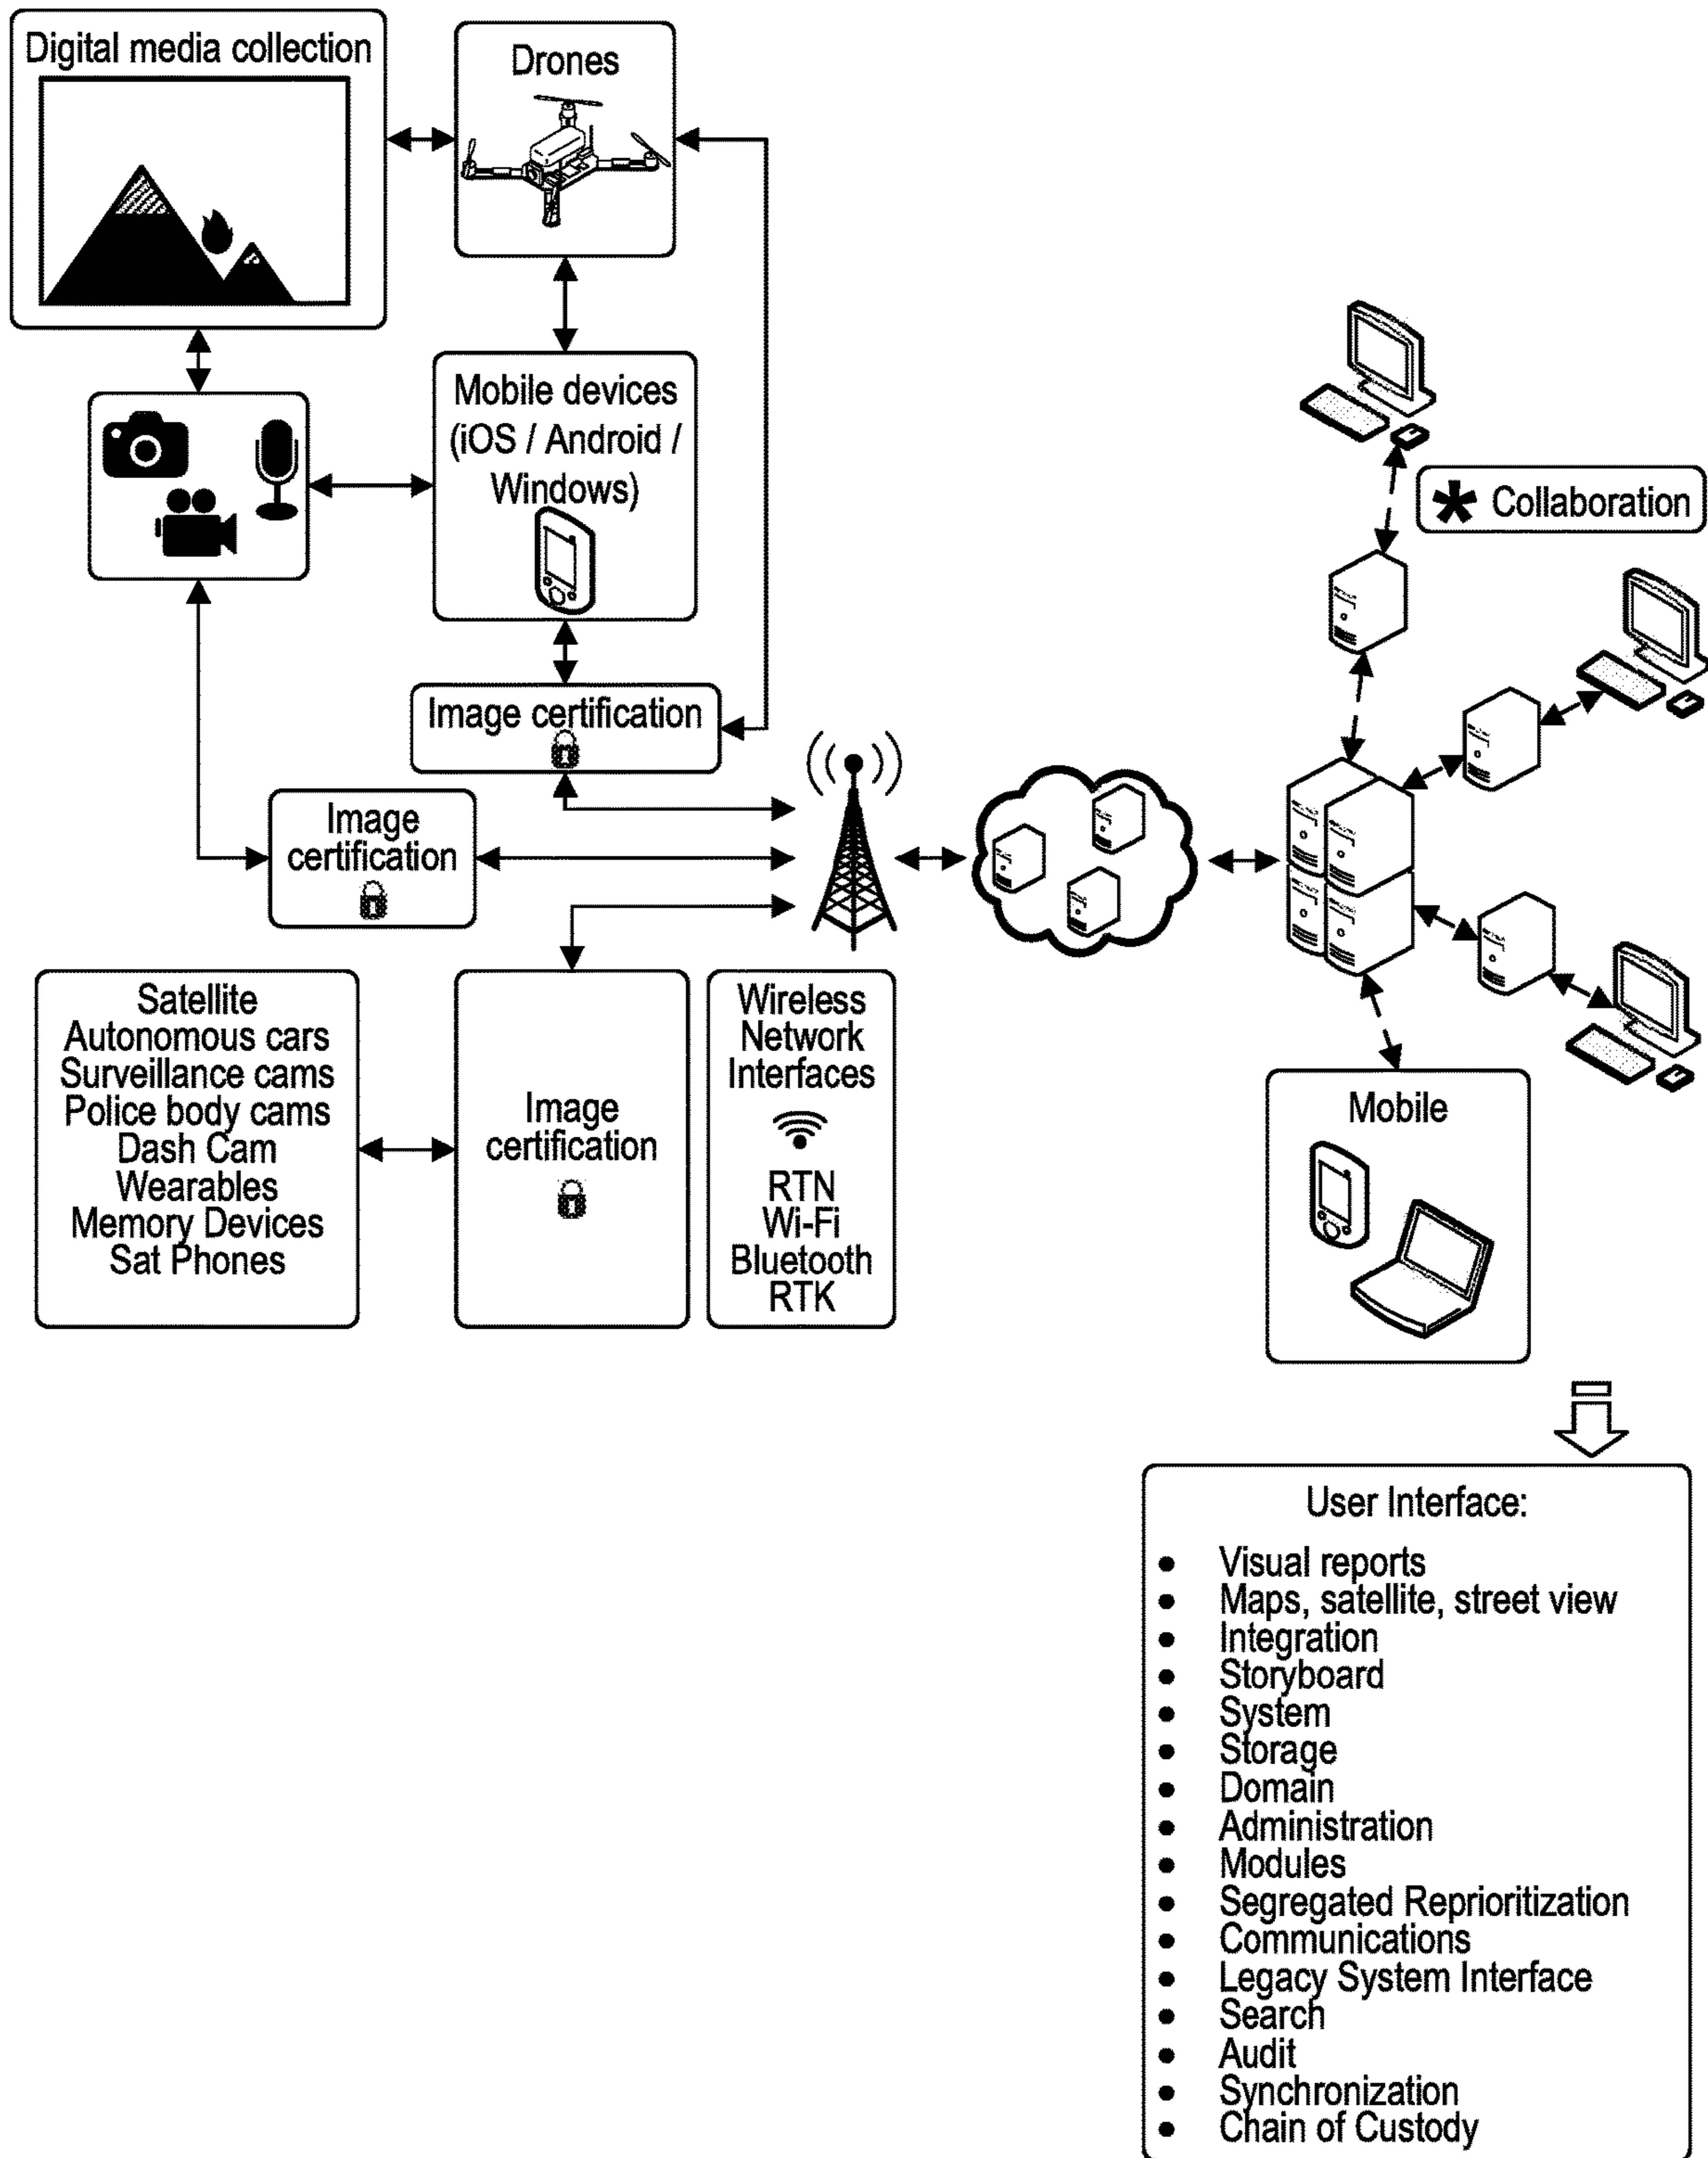 Digital media collection
Drones
Mobile devices
(iOS / Android /
Windows)
* Collaboration
Image certification
Image
certification
Satellite
Autonomous cars
Surveillance cams
Police body cams
Dash Cam
Wearables
Memory Devices
Sat Phones
Image
certification
Wireless
Network
Interfaces
RTN
Wi-Fi
Bluetooth
RTK
Mobile
User Interface:
• Visual reports
• Maps, satellite, street view
• Integration
• Storyboard
• System
• Storage
• Domain
• Administration
• Modules
• Segregated Reprioritization
• Communications
• Legacy System Interface
• Search
• Audit
• Synchronization
• Chain of Custody